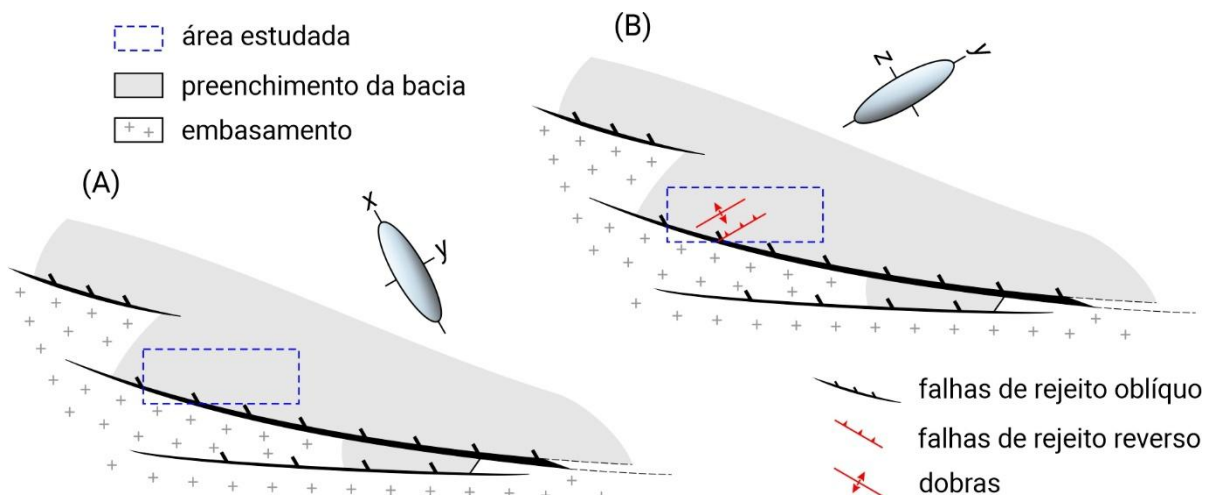 área estudada
preenchimento da bacia
embasamento
(A)
x
y
(B)
z
y
falhas de rejeito oblíquo
falhas de rejeito reverso
dobras